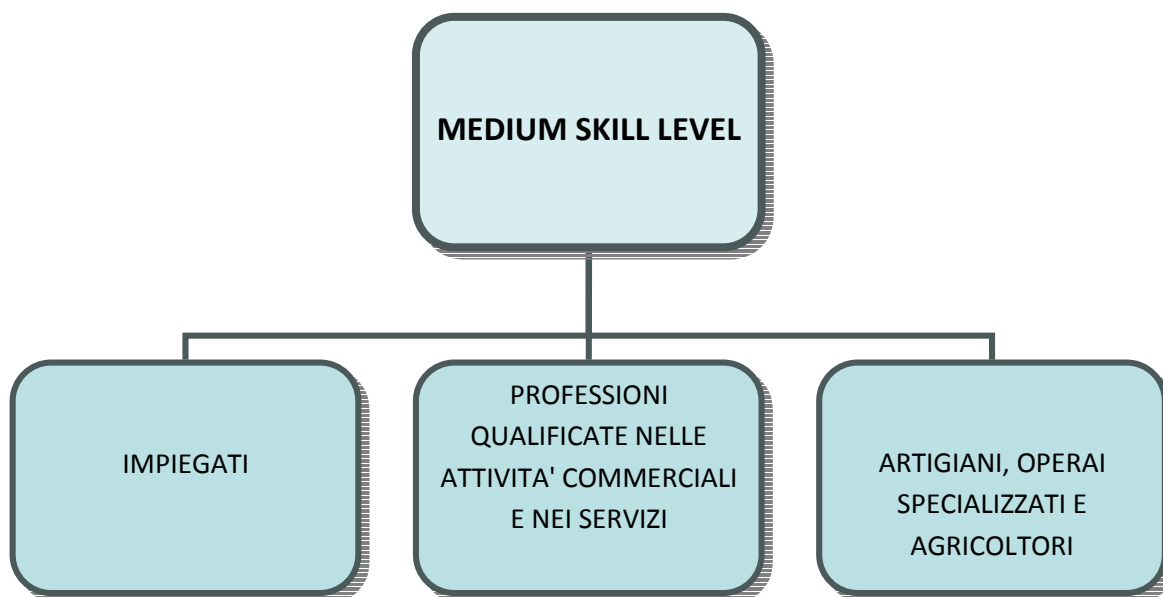 MEDIUM SKILL LEVEL
IMPIEGATI
PROFESSIONI
QUALIFICATE NELLE
ATTIVITA' COMMERCIALI
E NEI SERVIZI
ARTIGIANI, OPERAI
SPECIALIZZATI E
AGRICOLTORI